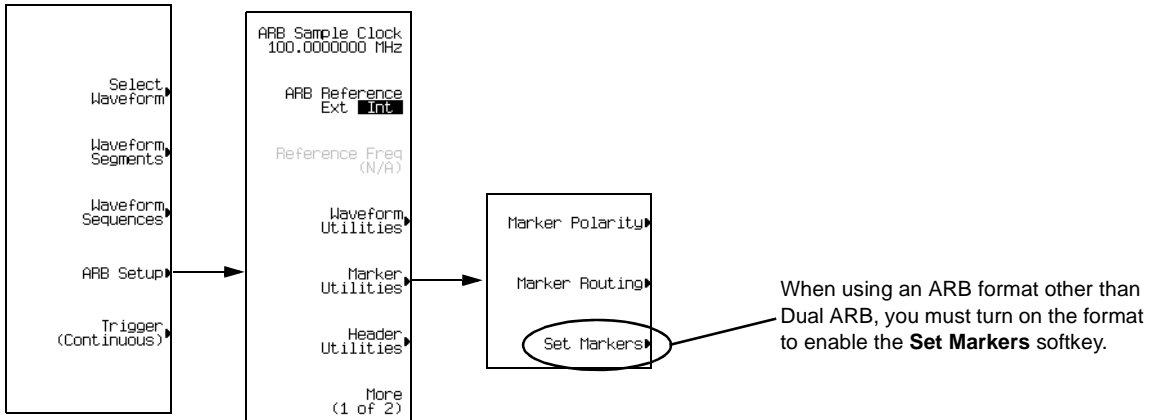 Select
Waveform
Waveform
Segments
Waveform
Sequences
ARB Setup
Trigger
(Continuous)
ARB Sample Clock
100.0000000 MHz
ARB Reference
Ext Int
Reference Freq
(N/A)
Waveform
Utilities
Marker
Utilities
Header
Utilities
More
(1 of 2)
Marker Polarity
Marker Routing
Set Markers
When using an ARB format other than
Dual ARB, you must turn on the format
to enable the Set Markers softkey.